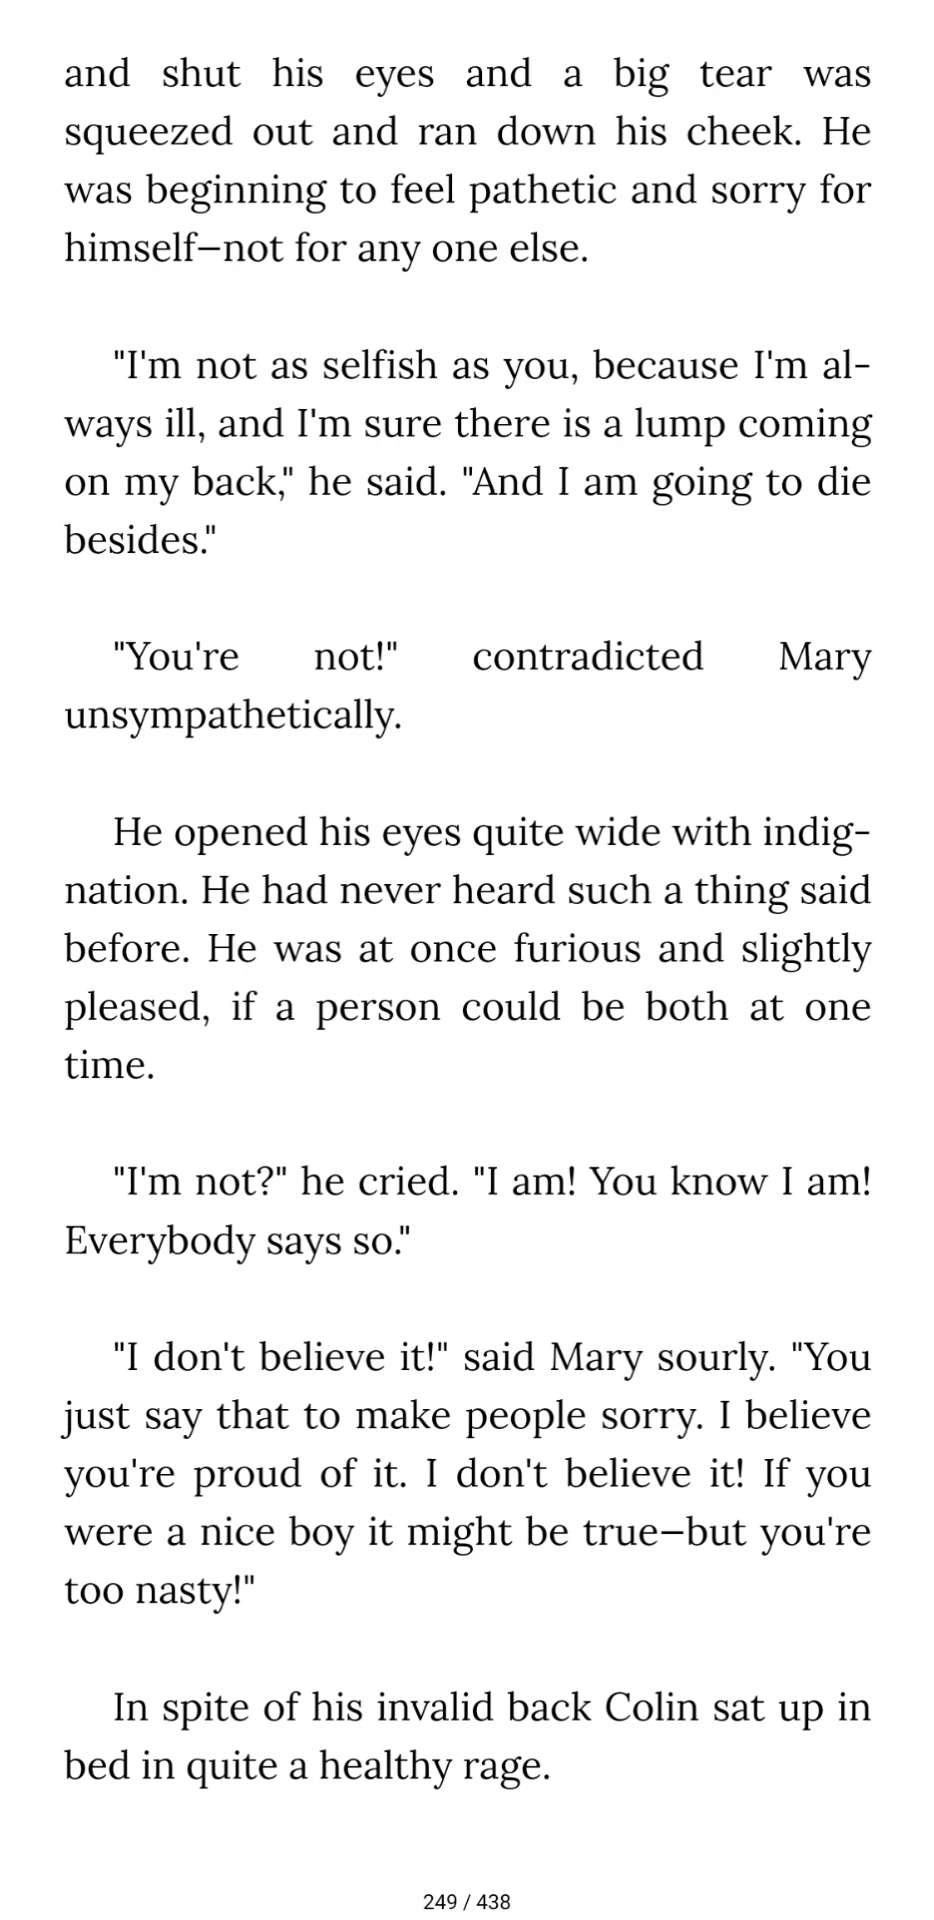 and shut his eyes and a big tear was
squeezed out and ran down his cheek. He
was beginning to feel pathetic and sorry for
himself—not for any one else.
"I'm not as selfish as you, because I'm al-
ways ill, and I'm sure there is a lump coming
on my back," he said. "And I am going to die
besides."
"You're not!" contradicted Mary
unsympathetically.
He opened his eyes quite wide with indig-
nation. He had never heard such a thing said
before. He was at once furious and slightly
pleased, if a person could be both at one
time.
"I'm not?" he cried. "I am! You know I am!
Everybody says so."
"I don't believe it!" said Mary sourly. "You
just say that to make people sorry. I believe
you're proud of it. I don't believe it! If you
were a nice boy it might be true—but you're
too nasty!"
In spite of his invalid back Colin sat up in
bed in quite a healthy rage.
249 / 438